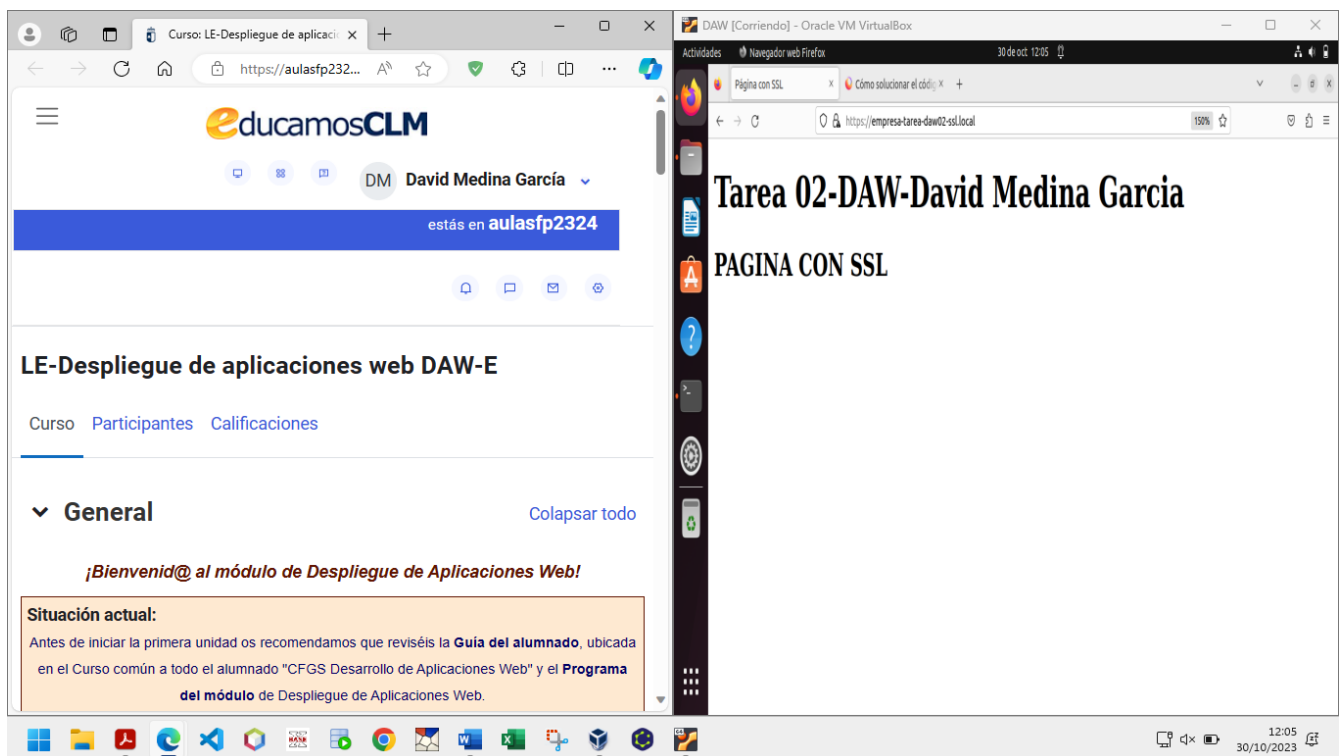 Curso: LE-Despliegue de aplicacic
https://aulasfp232...
educamosCLM
DM David Medina García
estás en aulasfp2324
LE-Despliegue de aplicaciones web DAW-E
Curso Participantes Calificaciones
General Colapsar todo
¡Bienvenid@ al módulo de Despliegue de Aplicaciones Web!
Situación actual:
Antes de iniciar la primera unidad os recomendamos que reviséis la Guía del alumnado, ubicada
en el Curso común a todo el alumnado "CFGS Desarrollo de Aplicaciones Web" y el Programa
del módulo de Despliegue de Aplicaciones Web.
DAW [Corriendo] - Oracle VM VirtualBox
Actividades Navegador web Firefox 30 de oct 12:05
Página con SSL Cómo solucionar el códig
https://empresa-tarea-daw02-ssl.local 150%
Tarea 02-DAW-David Medina Garcia
PAGINA CON SSL
12:05
30/10/2023